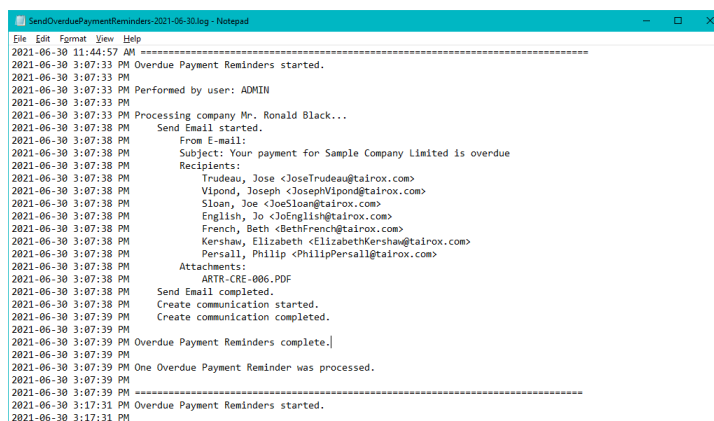 SendOverduePaymentReminders-2021-06-30.log - Notepad
File Edit Format View Help
2021-06-30 11:44:57 AM ================================================================================
2021-06-30 3:07:33 PM Overdue Payment Reminders started.
2021-06-30 3:07:33 PM
2021-06-30 3:07:33 PM Performed by user: ADMIN
2021-06-30 3:07:33 PM
2021-06-30 3:07:33 PM Processing company Mr. Ronald Black...
2021-06-30 3:07:38 PM     Send Email started.
2021-06-30 3:07:38 PM         From E-mail:
2021-06-30 3:07:38 PM         Subject: Your payment for Sample Company Limited is overdue
2021-06-30 3:07:38 PM         Recipients:
2021-06-30 3:07:38 PM             Trudeau, Jose <JoseTrudeau@tairox.com>
2021-06-30 3:07:38 PM             Vipond, Joseph <JosephVipond@tairox.com>
2021-06-30 3:07:38 PM             Sloan, Joe <JoeSloan@tairox.com>
2021-06-30 3:07:38 PM             English, Jo <JoEnglish@tairox.com>
2021-06-30 3:07:38 PM             French, Beth <BethFrench@tairox.com>
2021-06-30 3:07:38 PM             Kershaw, Elizabeth <ElizabethKershaw@tairox.com>
2021-06-30 3:07:38 PM             Persall, Philip <PhilipPersall@tairox.com>
2021-06-30 3:07:38 PM         Attachments:
2021-06-30 3:07:38 PM             ARTR-CRE-006.PDF
2021-06-30 3:07:38 PM     Send Email completed.
2021-06-30 3:07:38 PM     Create communication started.
2021-06-30 3:07:39 PM     Create communication completed.
2021-06-30 3:07:39 PM
2021-06-30 3:07:39 PM Overdue Payment Reminders complete.
2021-06-30 3:07:39 PM
2021-06-30 3:07:39 PM One Overdue Payment Reminder was processed.
2021-06-30 3:07:39 PM
2021-06-30 3:07:39 PM ================================================================================
2021-06-30 3:17:31 PM Overdue Payment Reminders started.
2021-06-30 3:17:31 PM